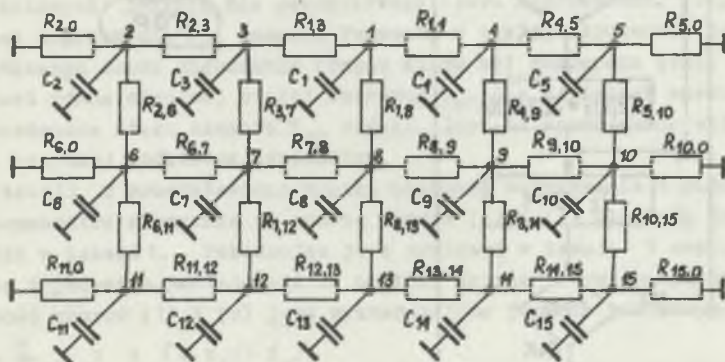 R2,0 2 R2,3 3 R1,3 1 R1,4 4 R4,5 5 R5,0
C2 C3 C1 C4 C5
R2,6 R3,7 R1,8 R4,9 R5,10
R6,0 6 R6,7 7 R7,8 8 R8,9 9 R9,10 10 R10,0
C6 C7 C8 C9 C10
R6,11 R7,12 R8,13 R9,14 R10,15
R11,0 11 R11,12 12 R12,13 13 R13,14 14 R14,15 15 R15,0
C11 C12 C13 C14 C15